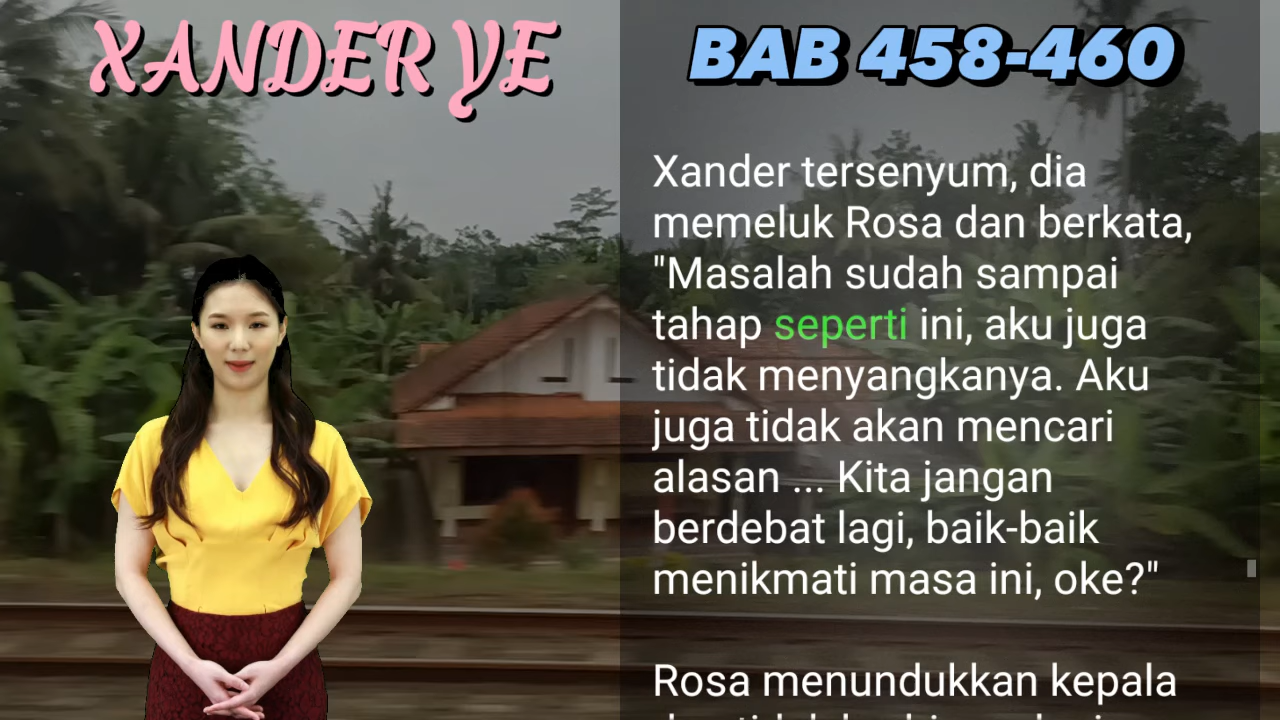 XANDER YE
BAB 458-460
Xander tersenyum, dia
memeluk Rosa dan berkata,
"Masalah sudah sampai
tahap seperti ini, aku juga
tidak menyangkanya. Aku
juga tidak akan mencari
alasan ... Kita jangan
berdebat lagi, baik-baik
menikmati masa ini, oke?"
Rosa menundukkan kepala